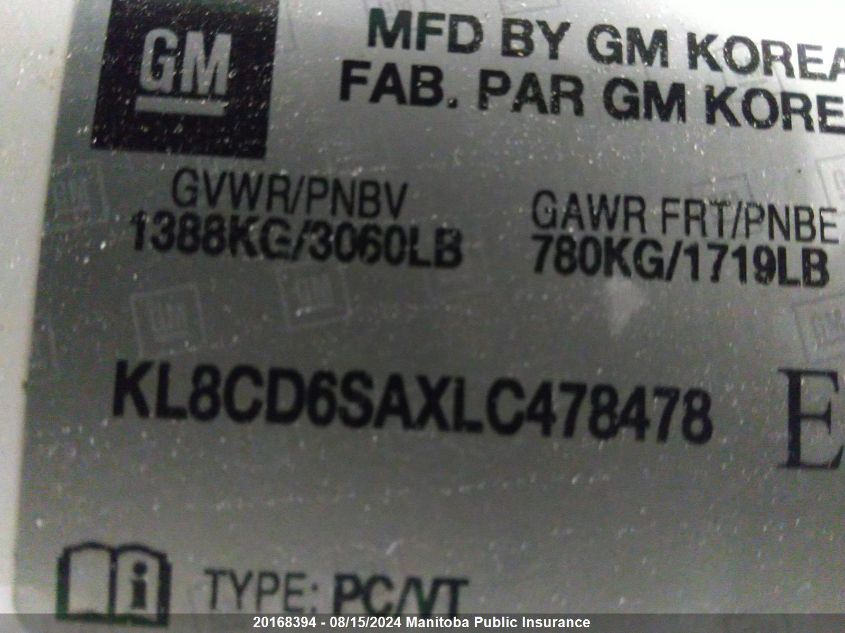 GM
MFD BY GM KOREA
FAB. PAR GM KORE
GVWR/PNBV
1388KG/3060LB
GAWR FRT/PNBE
780KG/1719LB
KL8CD6SAXLC478478
E
TYPE: PC/VT
20168394 - 08/15/2024 Manitoba Public Insurance